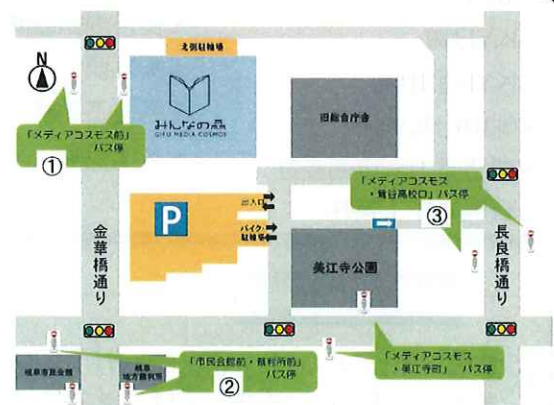 N
北側駐輪場
みんなの森
GIFU MEDIA COSMOS
旧総合庁舎
「メディアコスモス前」
バス停
①
「メディアコスモス
・鶯谷高校口」バス停
③
金華橋通り
P
出入口
バイク・
駐輪場
美江寺公園
長良橋通り
岐阜市民会館
岐阜
地方裁判所
「市民会館前・裁判所前」
バス停
②
「メディアコスモス
・美江寺町」 バス停